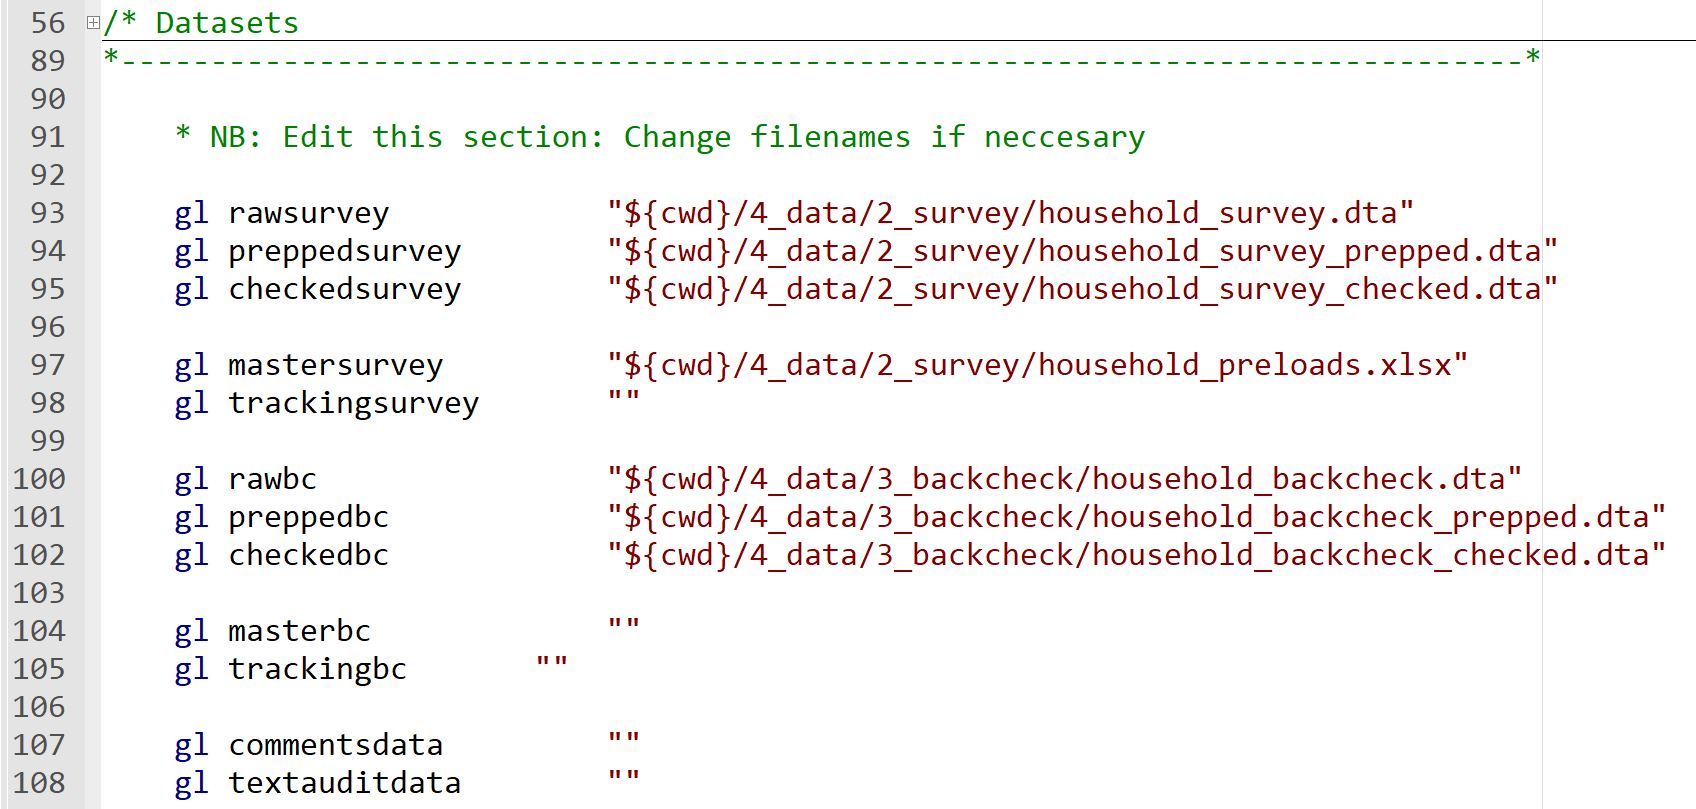 56 /* Datasets
89 *------------------------------------------------------------------------------*
90
91 * NB: Edit this section: Change filenames if neccesary
92
93 gl rawsurvey "${cwd}/4_data/2_survey/household_survey.dta"
94 gl preppedsurvey "${cwd}/4_data/2_survey/household_survey_prepped.dta"
95 gl checkedsurvey "${cwd}/4_data/2_survey/household_survey_checked.dta"
96
97 gl mastersurvey "${cwd}/4_data/2_survey/household_preloads.xlsx"
98 gl trackingsurvey ""
99
100 gl rawbc "${cwd}/4_data/3_backcheck/household_backcheck.dta"
101 gl preppedbc "${cwd}/4_data/3_backcheck/household_backcheck_prepped.dta"
102 gl checkedbc "${cwd}/4_data/3_backcheck/household_backcheck_checked.dta"
103
104 gl masterbc ""
105 gl trackingbc ""
106
107 gl commentsdata ""
108 gl textauditdata ""